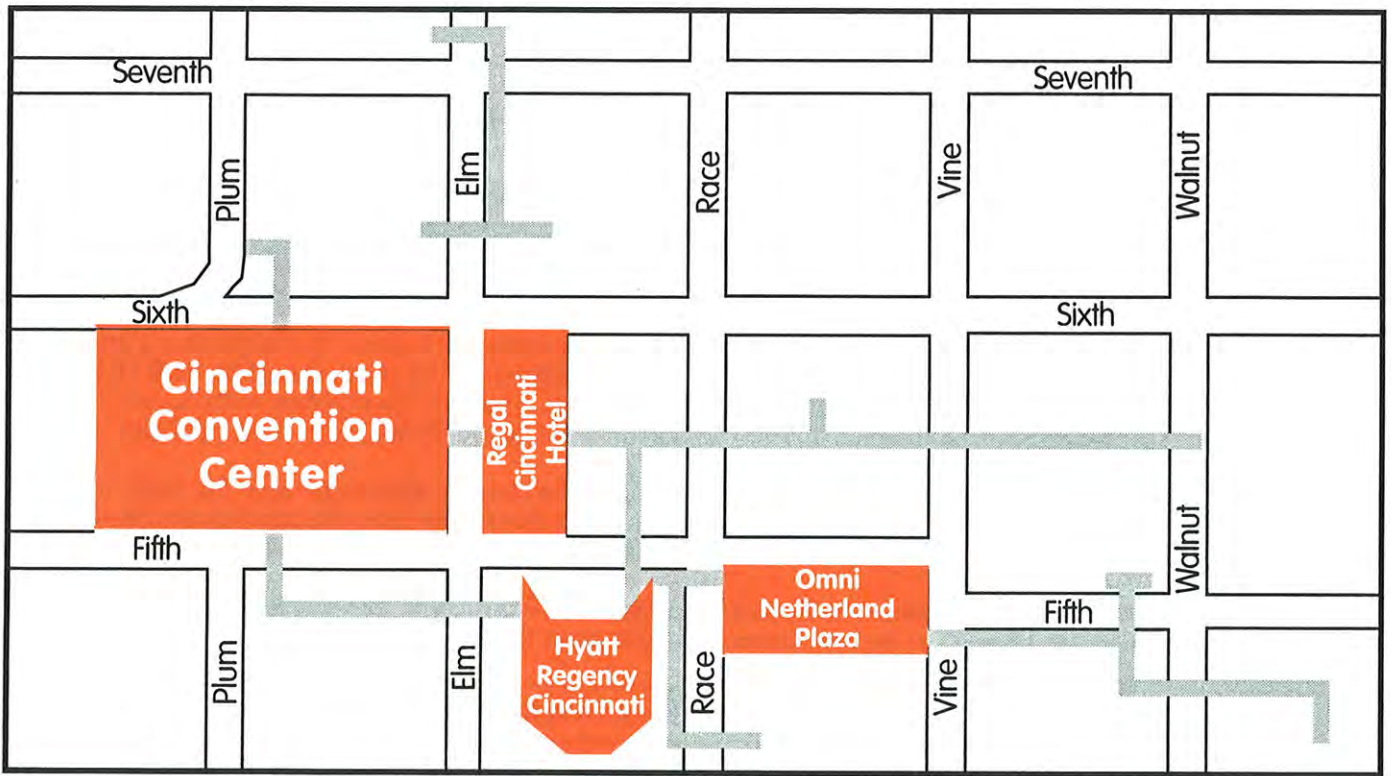 Seventh
Seventh
Plum
Elm
Race
Vine
Walnut
Sixth
Sixth
Cincinnati
Convention
Center
Regal
Cincinnati
Hotel
Fifth
Walnut
Omni
Netherland
Plaza
Fifth
Plum
Elm
Hyatt
Regency
Cincinnati
Race
Vine